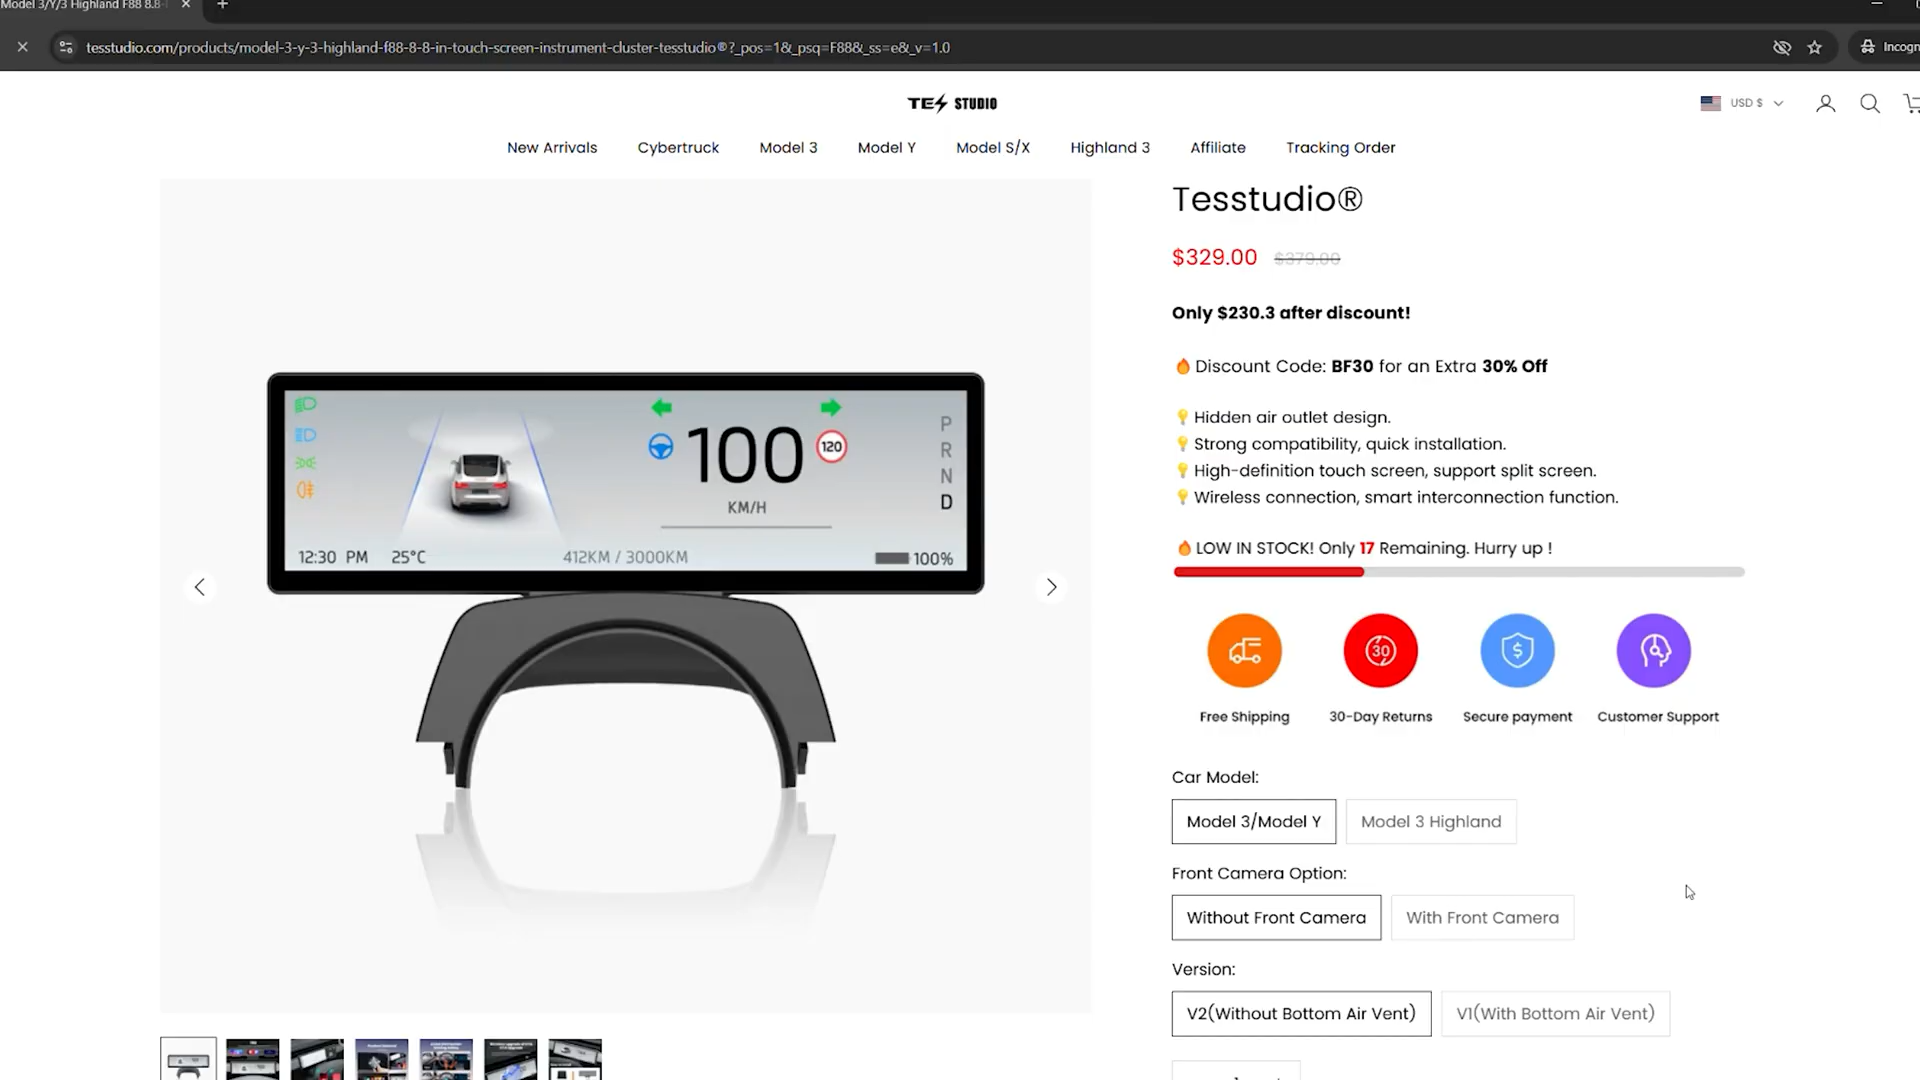 Model 3/Y/3 Highland F88 8.8-
tesstudio.com/products/model-3-y-3-highland-f88-8-8-in-touch-screen-instrument-cluster-tesstudio®?_pos=1&_psq=F88&_ss=e&_v=1.0
Incogn
TES STUDIO
USD $
New Arrivals
Cybertruck
Model 3
Model Y
Model S/X
Highland 3
Affiliate
Tracking Order
Tesstudio®
$329.00 $379.00
Only $230.3 after discount!
Discount Code: BF30 for an Extra 30% Off
Hidden air outlet design.
Strong compatibility, quick installation.
High-definition touch screen, support split screen.
Wireless connection, smart interconnection function.
LOW IN STOCK! Only 17 Remaining. Hurry up !
30
$
Free Shipping
30-Day Returns
Secure payment
Customer Support
Car Model:
Model 3/Model Y
Model 3 Highland
Front Camera Option:
Without Front Camera
With Front Camera
Version:
V2(Without Bottom Air Vent)
V1(With Bottom Air Vent)
100
120
KM/H
P
R
N
D
12:30 PM
25°C
412KM / 3000KM
100%